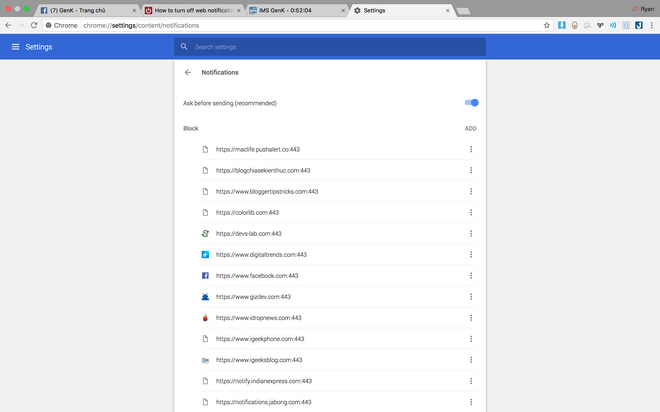 (7) GenK - Trang chủ
How to turn off web notificatio
IMS GenK - 0:52:04
Settings
Ryan
Chrome chrome://settings/content/notifications
Settings
Search settings
Notifications
Ask before sending (recommended)
Block
ADD
https://maclife.pushalert.co:443
https://blogchiasekienthuc.com:443
https://www.bloggertipstricks.com:443
https://colorlib.com:443
https://devs-lab.com:443
https://www.digitaltrends.com:443
https://www.facebook.com:443
https://www.gizdev.com:443
https://www.idropnews.com:443
https://www.igeekphone.com:443
https://www.igeeksblog.com:443
https://notify.indianexpress.com:443
https://notifications.jabong.com:443